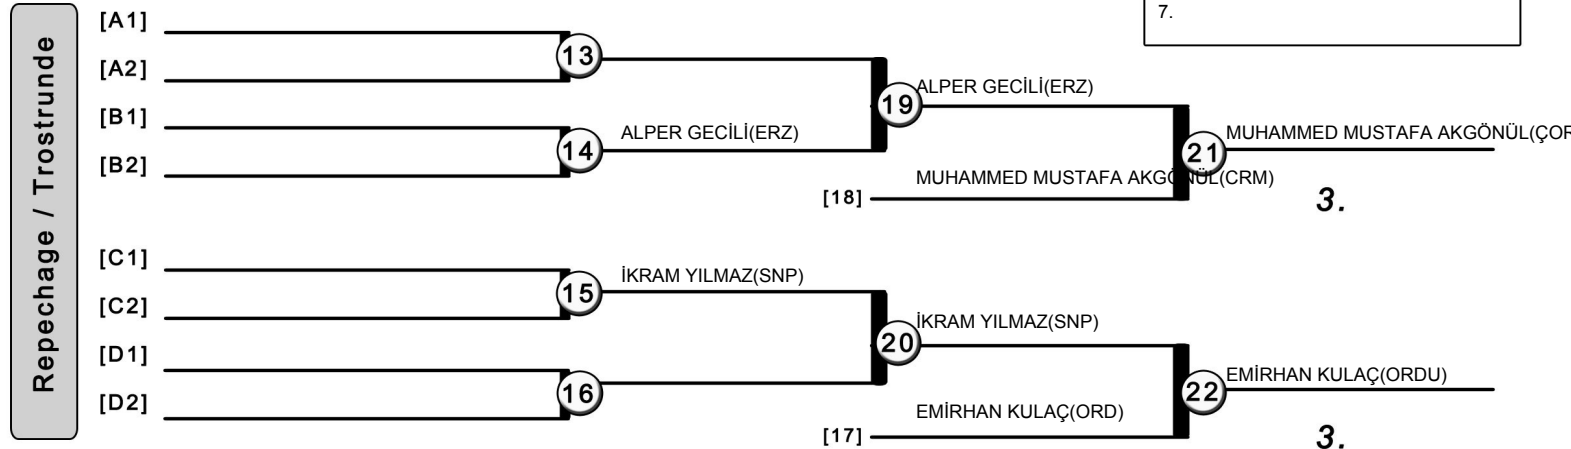 7.
Repechage / Trostrunde
[A1]
[A2]
13
[B1]
[B2]
14
ALPER GECİLİ(ERZ)
19
ALPER GECİLİ(ERZ)
[18]
MUHAMMED MUSTAFA AKGÖNÜL(CRM)
21
MUHAMMED MUSTAFA AKGÖNÜL(ÇOR
3.
[C1]
[C2]
15
İKRAM YILMAZ(SNP)
[D1]
[D2]
16
20
İKRAM YILMAZ(SNP)
[17]
EMİRHAN KULAÇ(ORD)
22
EMİRHAN KULAÇ(ORDU)
3.